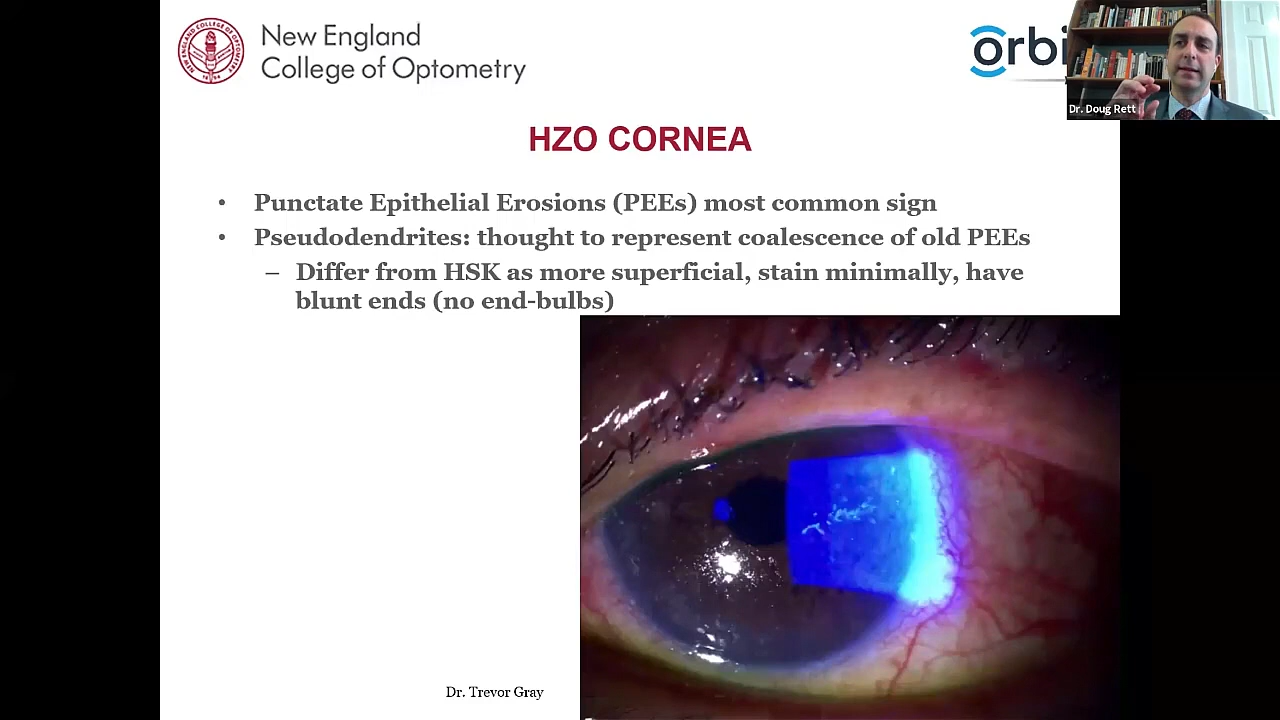 New England
College of Optometry
orbi
Dr. Doug Rett
HZO CORNEA
• Punctate Epithelial Erosions (PEEs) most common sign
• Pseudodendrites: thought to represent coalescence of old PEEs
– Differ from HSK as more superficial, stain minimally, have
blunt ends (no end-bulbs)
Dr. Trevor Gray